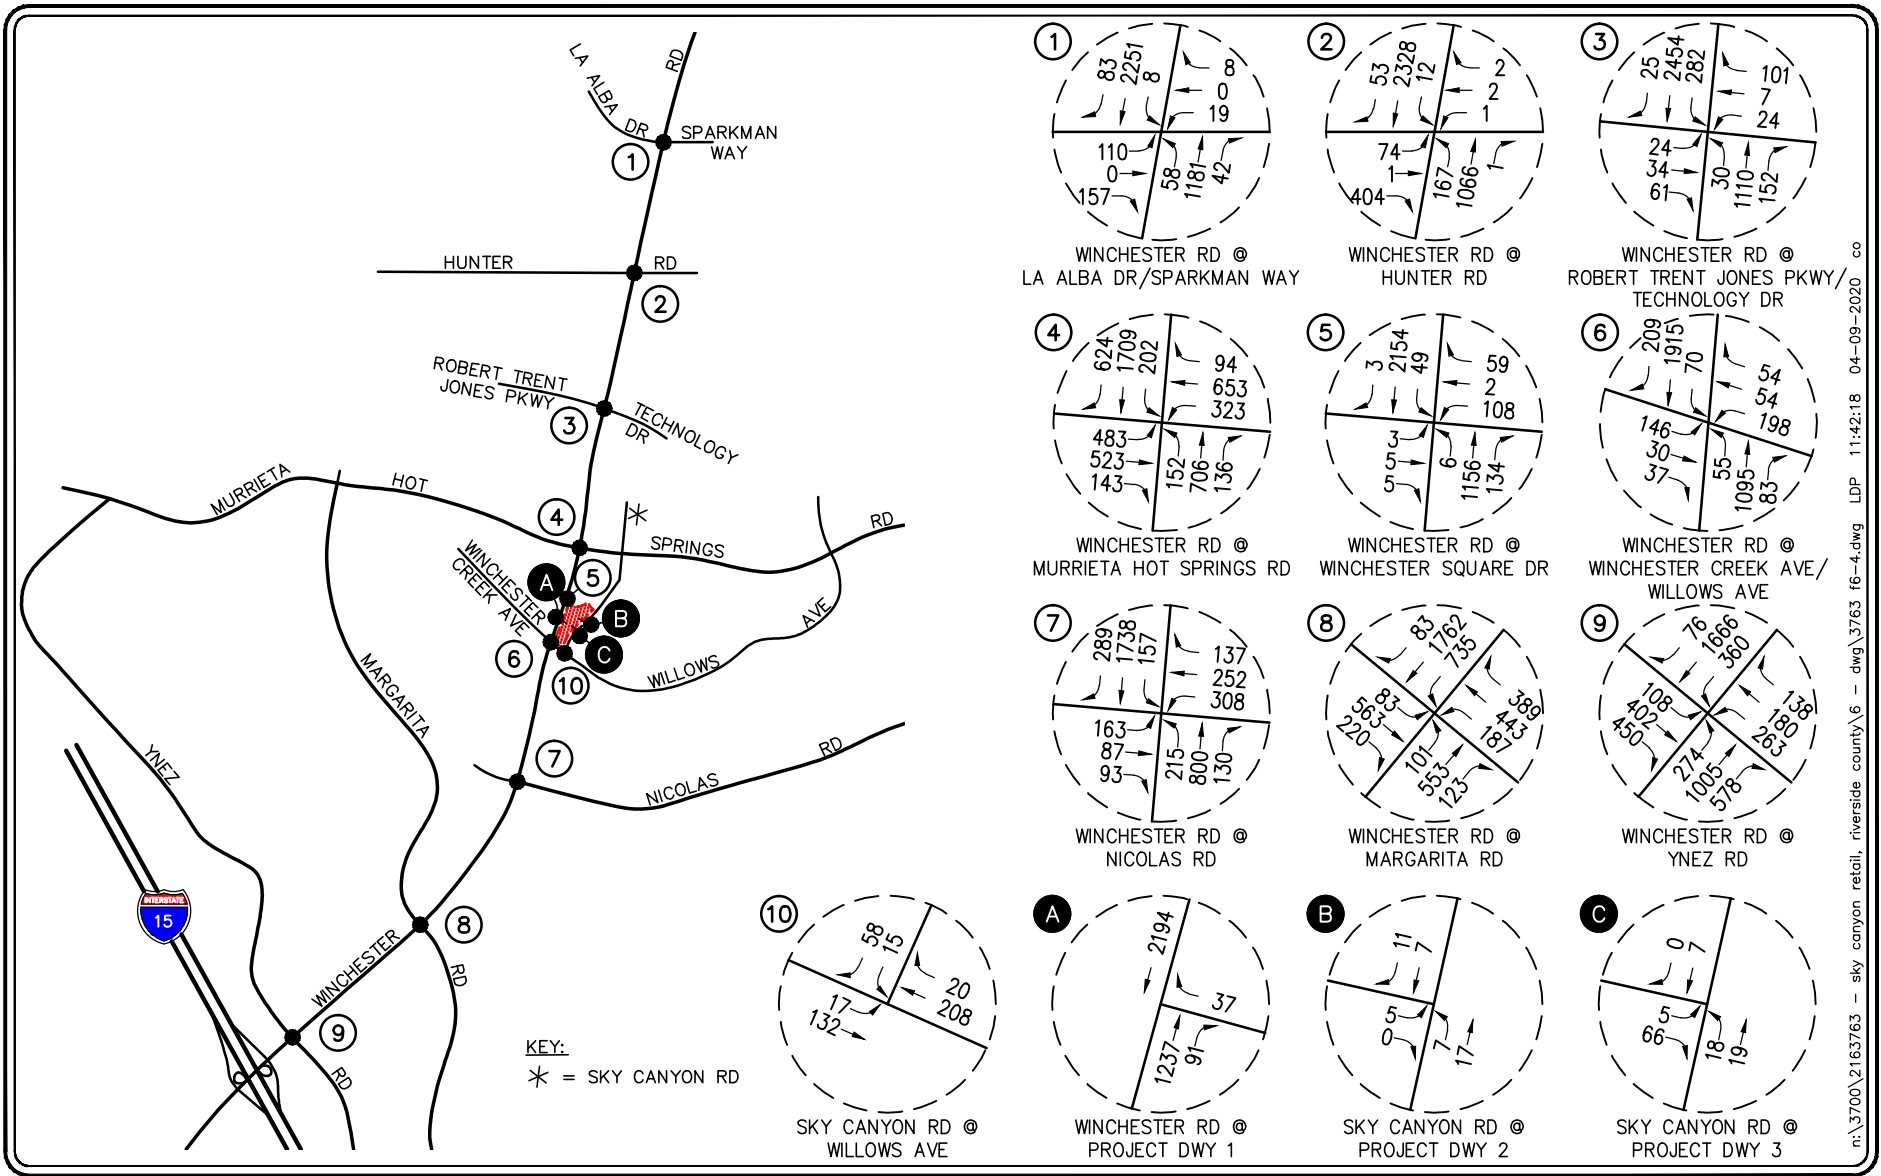 LA ALBA DR
RD
SPARKMAN
WAY
1
HUNTER RD
2
ROBERT TRENT
JONES PKWY
TECHNOLOGY
DR
3
MURRIETA HOT SPRINGS RD
4
*
WINCHESTER
CREEK AVE
A
5
B
C
6
10
WILLOWS AVE
MARGARITA
YNEZ
7
NICOLAS RD
INTERSTATE
15
8
WINCHESTER
RD
9
RD
KEY:
* = SKY CANYON RD
1
83 2251 8
8
0
19
110
0
157
58 1181 42
WINCHESTER RD @
LA ALBA DR/SPARKMAN WAY
2
53 2328 12
2
2
1
74
1
404
167 1066 1
WINCHESTER RD @
HUNTER RD
3
25 2454 282
101
7
24
24
34
61
30 1110 152
WINCHESTER RD @
ROBERT TRENT JONES PKWY/
TECHNOLOGY DR
4
624 1709 202
94
653
323
483
523
143
152 706 136
WINCHESTER RD @
MURRIETA HOT SPRINGS RD
5
3 2154 49
59
2
108
3
5
5
6 1156 134
WINCHESTER RD @
WINCHESTER SQUARE DR
6
209 1915 70
54
54
198
146
30
37
55 1095 83
WINCHESTER RD @
WINCHESTER CREEK AVE/
WILLOWS AVE
7
289 1738 157
137
252
308
163
87
93
215 800 130
WINCHESTER RD @
NICOLAS RD
8
83 1762 735
389
443
187
83
563
220
101 553 123
WINCHESTER RD @
MARGARITA RD
9
76 1666 360
138
180
263
108
402
450
274 1005 578
WINCHESTER RD @
YNEZ RD
10
58 15
20
208
17
132
SKY CANYON RD @
WILLOWS AVE
A
2194
37
1237 91
WINCHESTER RD @
PROJECT DWY 1
B
11 7
5
0
7 17
SKY CANYON RD @
PROJECT DWY 2
C
0 7
5
66
18 19
SKY CANYON RD @
PROJECT DWY 3
n:\3700\2163763 - sky canyon retail, riverside county\6 - dwg\3763 f6-4.dwg LDP 11:42:18 04-09-2020 co